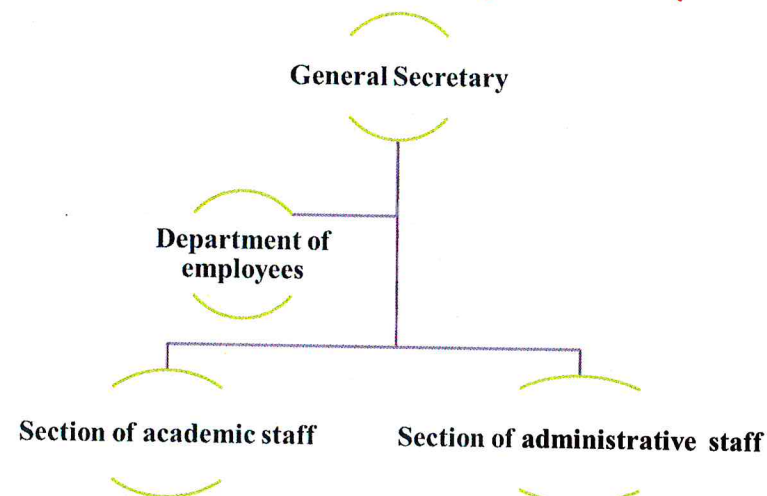 General Secretary
Department of
employees
Section of academic staff
Section of administrative staff